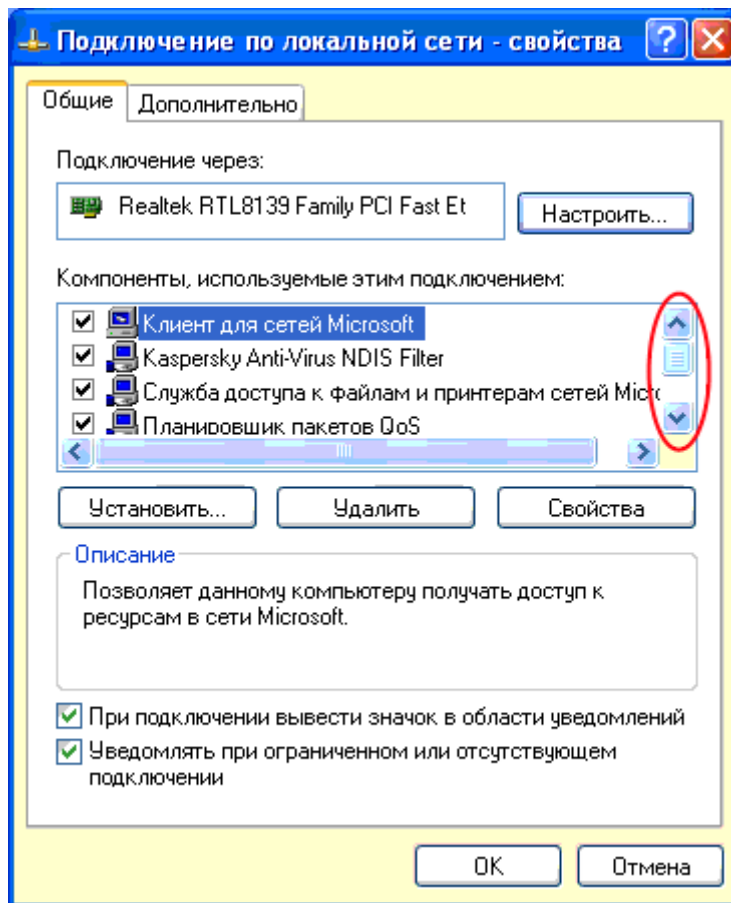 Подключение по локальной сети - свойства
Общие
Дополнительно
Подключение через:
Realtek RTL8139 Family PCI Fast Et
Настроить...
Компоненты, используемые этим подключением:
Клиент для сетей Microsoft
Kaspersky Anti-Virus NDIS Filter
Служба доступа к файлам и принтерам сетей Micro
Планировщик пакетов QoS
Установить...
Удалить
Свойства
Описание
Позволяет данному компьютеру получать доступ к
ресурсам в сети Microsoft.
При подключении вывести значок в области уведомлений
Уведомлять при ограниченном или отсутствующем
подключении
OK
Отмена